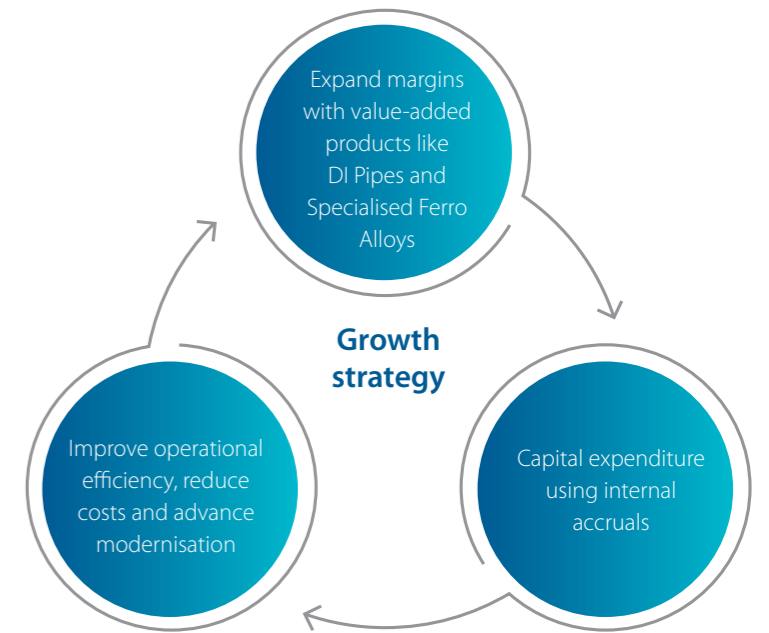 Expand margins
with value-added
products like
DI Pipes and
Specialised Ferro
Alloys
Growth
strategy
Improve operational
efficiency, reduce
costs and advance
modernisation
Capital expenditure
using internal
accruals